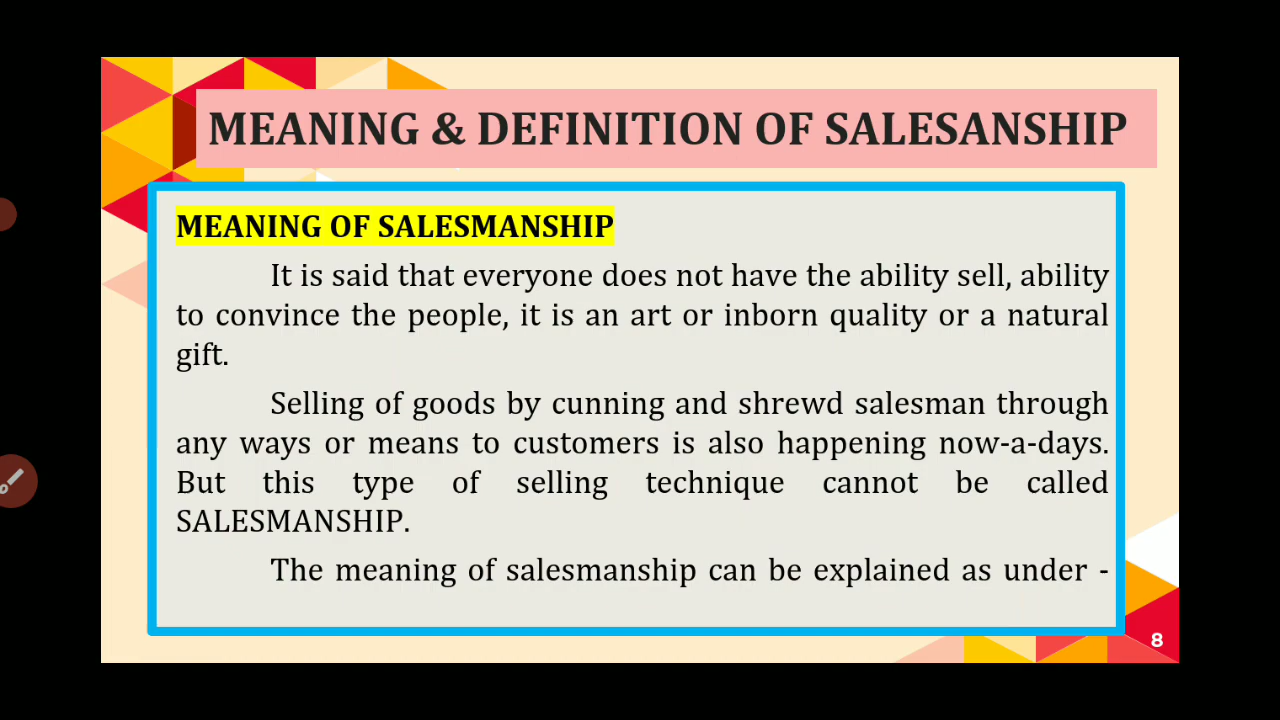 MEANING & DEFINITION OF SALESANSHIP
MEANING OF SALESMANSHIP
It is said that everyone does not have the ability sell, ability
to convince the people, it is an art or inborn quality or a natural
gift.
Selling of goods by cunning and shrewd salesman through
any ways or means to customers is also happening now-a-days.
But this type of selling technique cannot be called
SALESMANSHIP.
The meaning of salesmanship can be explained as under -
8